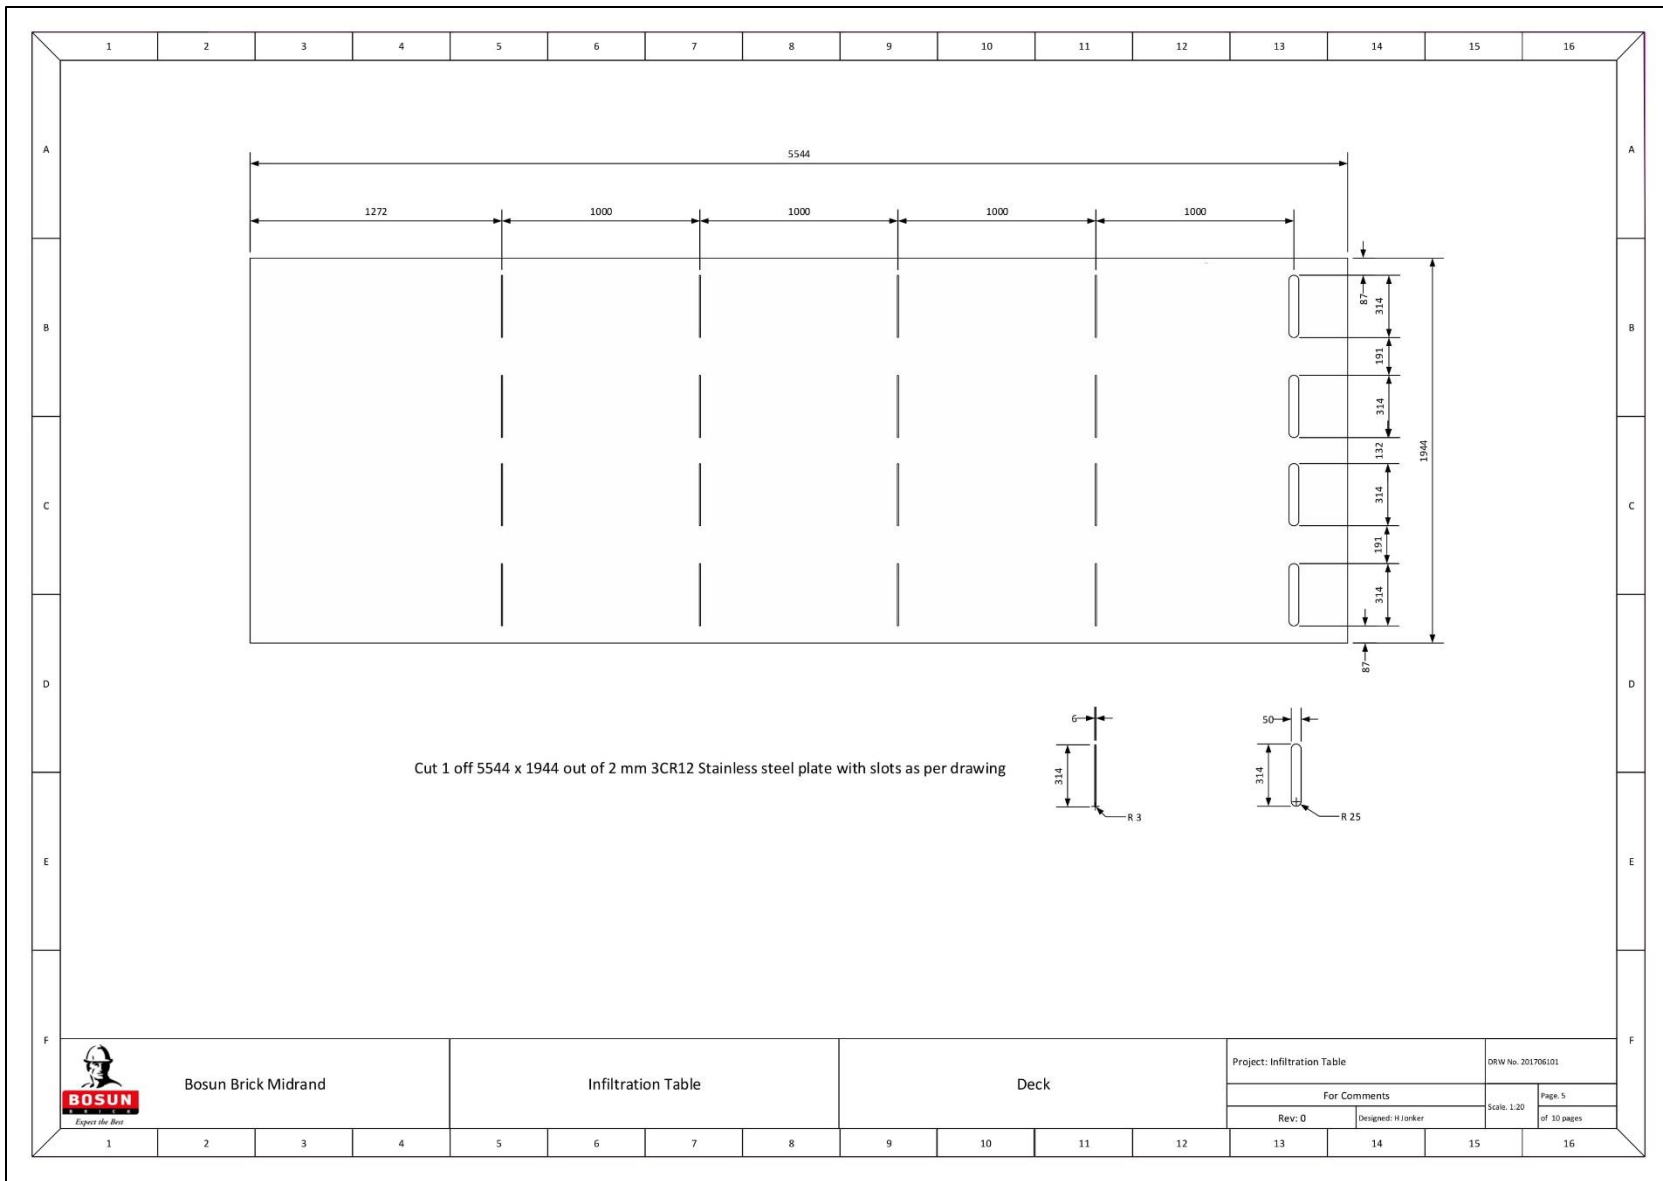 1 2 3 4 5 6 7 8 9 10 11 12 13 14 15 16
A A
B B
C C
D D
E E
F F
5544
1272 1000 1000 1000 1000
87
314
191
314
132
314
191
314
87
1944
6
314
R 3
50
314
R 25
Cut 1 off 5544 x 1944 out of 2 mm 3CR12 Stainless steel plate with slots as per drawing
BOSUN
BRICK
Expect the Best
Bosun Brick Midrand
Infiltration Table
Deck
Project: Infiltration Table
DRW No. 201706101
For Comments
Rev: 0
Designed: H Jonker
Scale. 1:20
Page. 5
of 10 pages
1 2 3 4 5 6 7 8 9 10 11 12 13 14 15 16